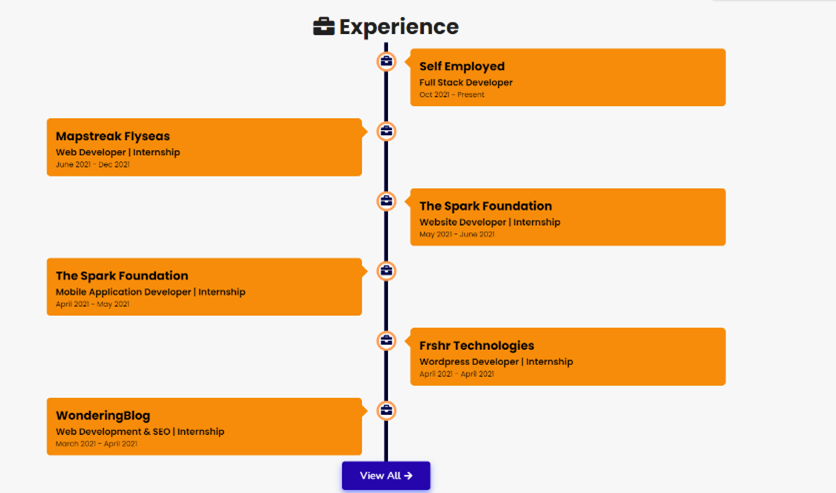 Experience
Self Employed
Full Stack Developer
Oct 2021 - Present
Mapstreak Flyseas
Web Developer | Internship
June 2021 - Dec 2021
The Spark Foundation
Website Developer | Internship
May 2021 - June 2021
The Spark Foundation
Mobile Application Developer | Internship
April 2021 - May 2021
Frshr Technologies
Wordpress Developer | Internship
April 2021 - April 2021
WonderingBlog
Web Development & SEO | Internship
March 2021 - April 2021
View All →